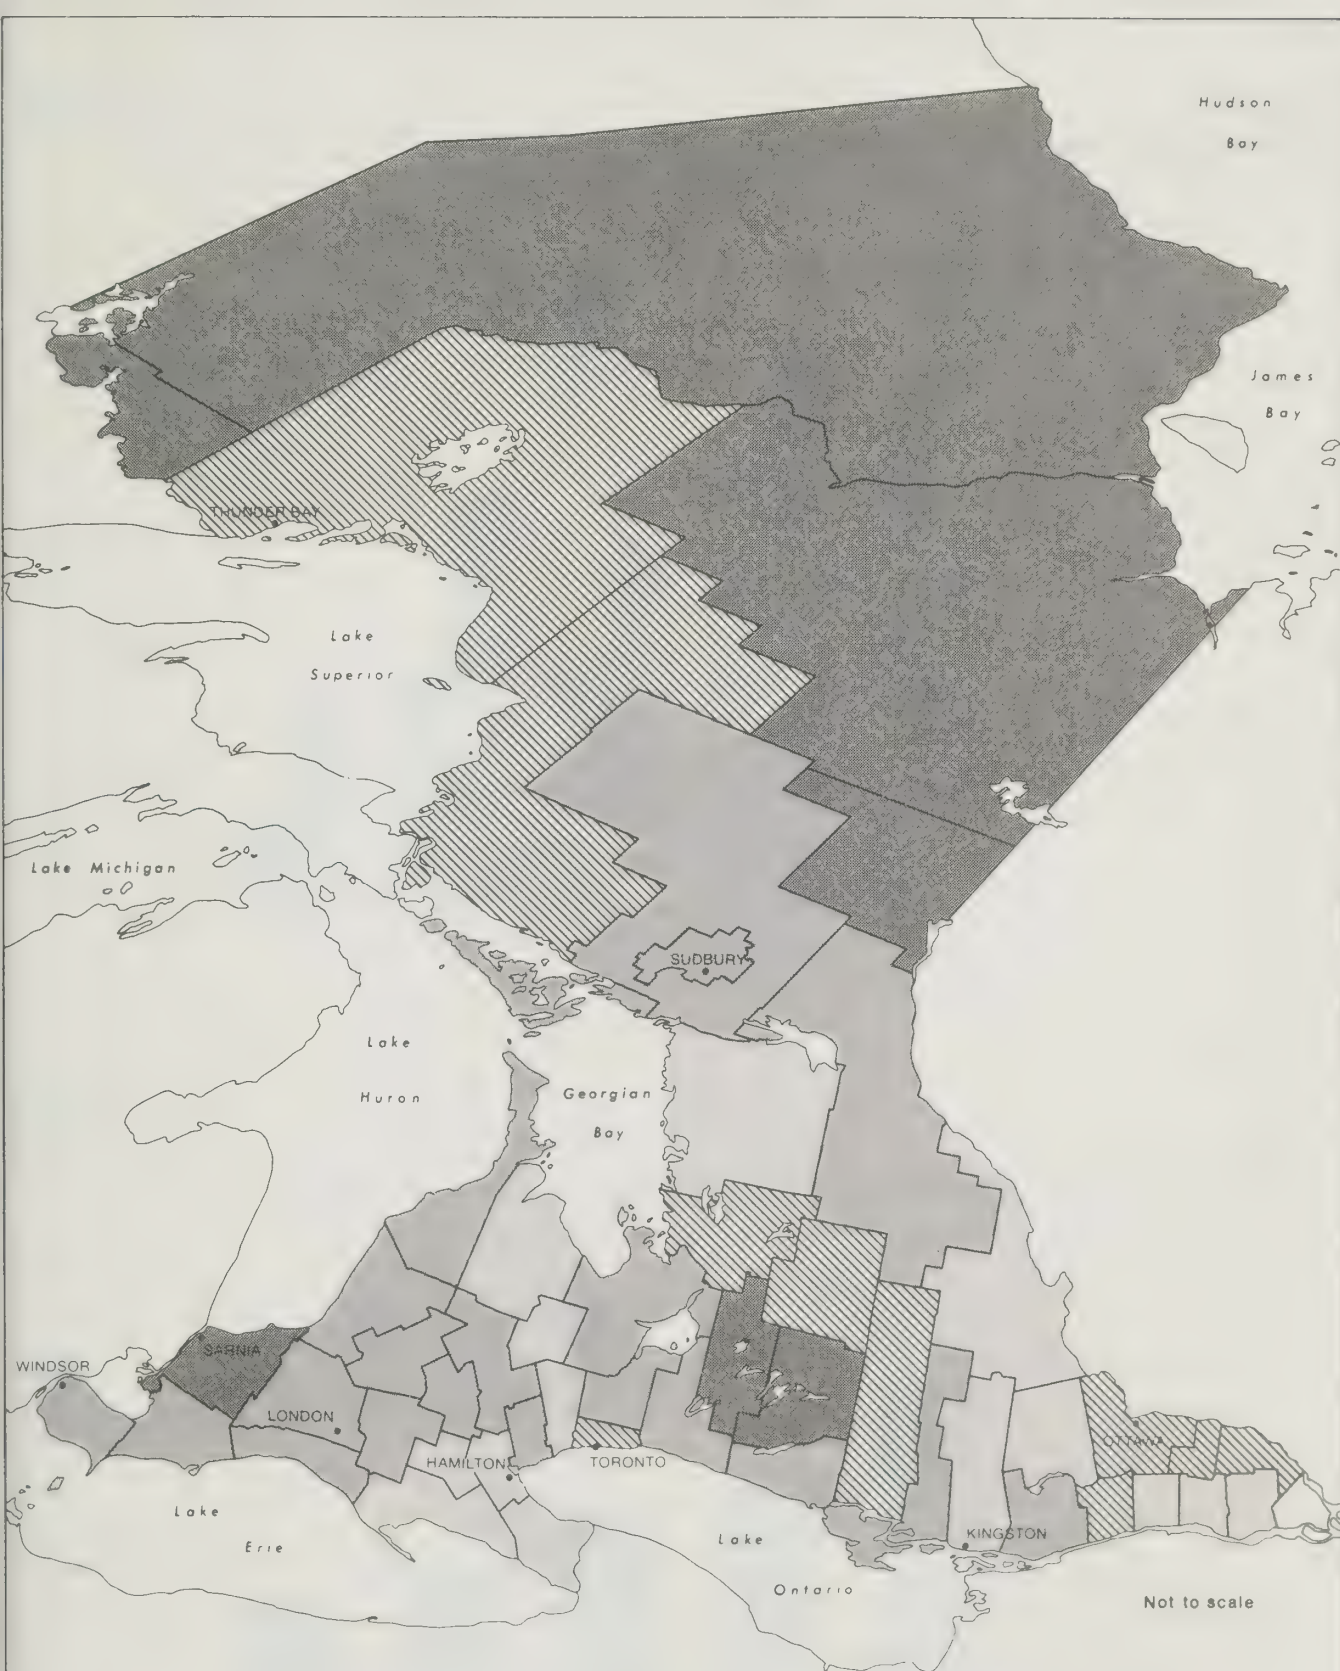 Hudson
Bay
James
Bay
THUNDER BAY
Lake
Superior
Lake Michigan
SUDBURY
Lake
Huron
Georgian
Bay
SARNIA
WINDSOR
LONDON
HAMILTON
TORONTO
OTTAWA
KINGSTON
Lake
Erie
Lake
Ontario
Not to scale